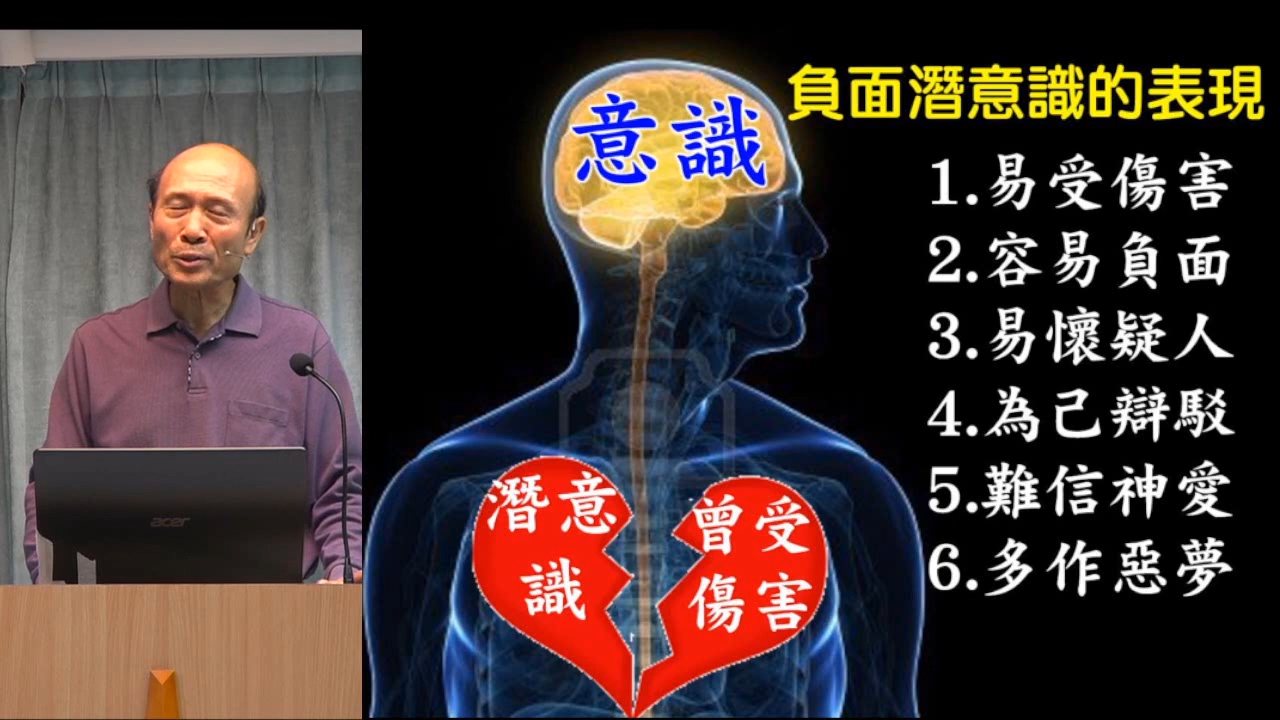 負面潛意識的表現
意識
1.易受傷害
2.容易負面
3.易懷疑人
4.為己辯駁
5.難信神愛
6.多作惡夢
潛意
識
曾受
傷害
acer